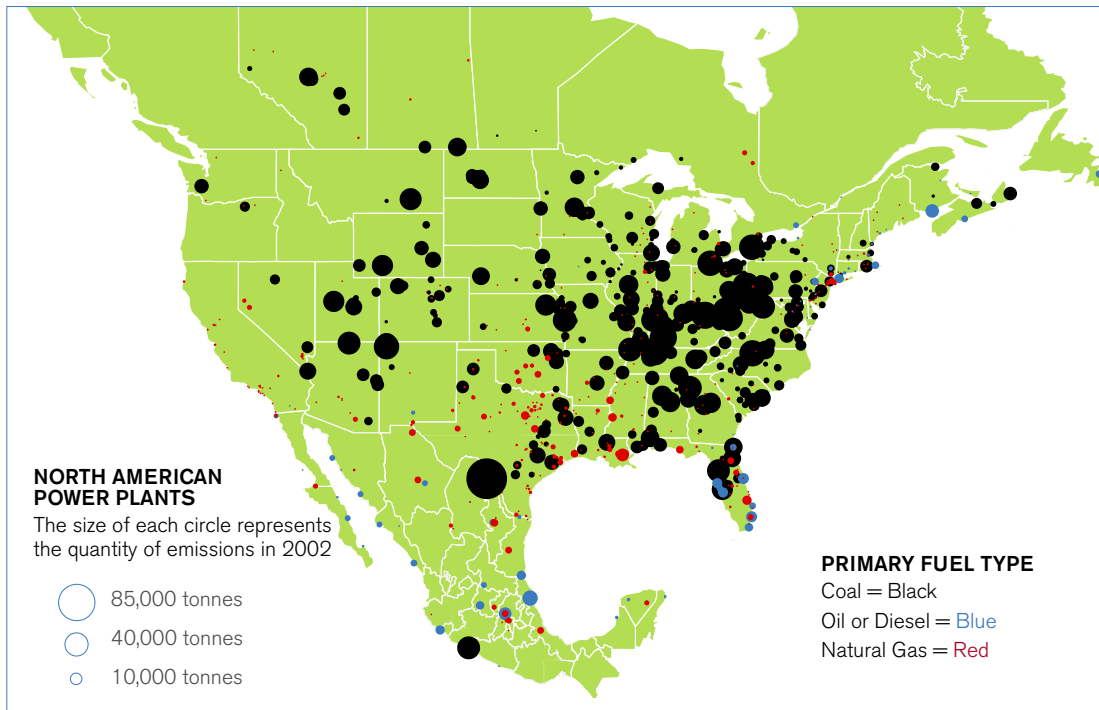 NORTH AMERICAN
POWER PLANTS
The size of each circle represents
the quantity of emissions in 2002
85,000 tonnes
40,000 tonnes
10,000 tonnes
PRIMARY FUEL TYPE
Coal = Black
Oil or Diesel = Blue
Natural Gas = Red